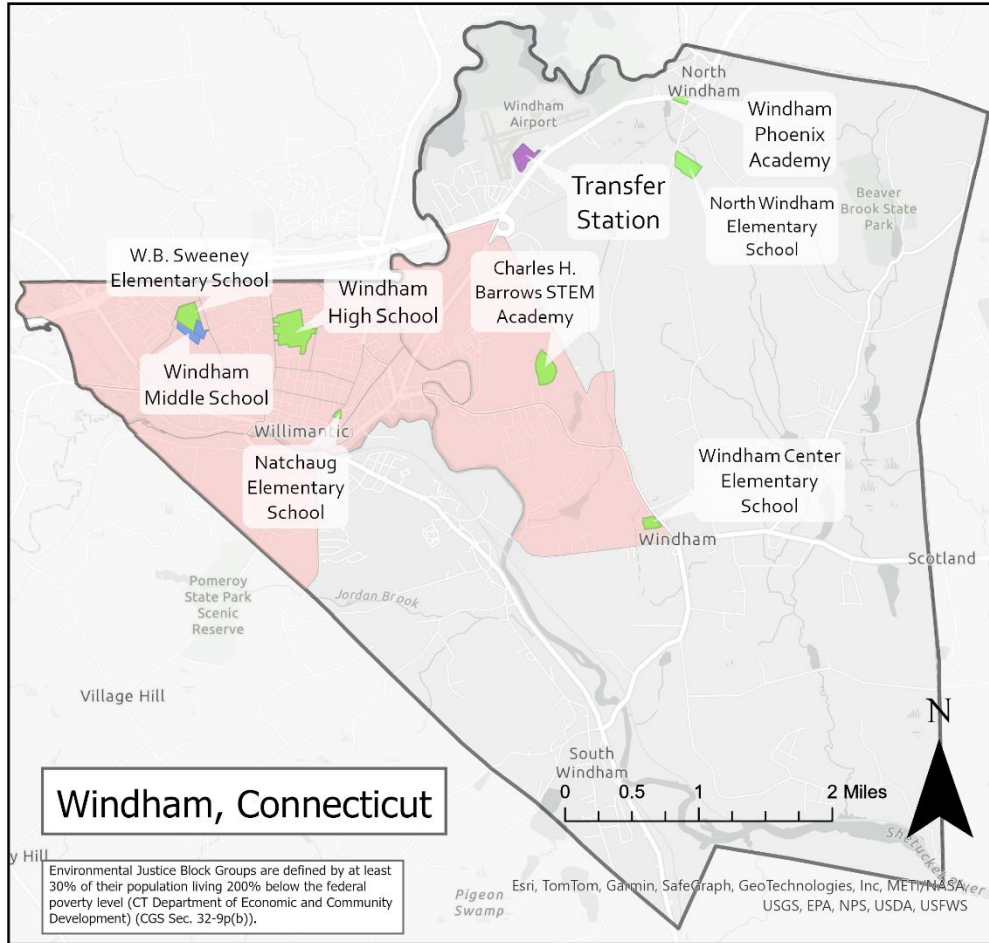 North
Windham
Windham
Airport
Windham
Phoenix
Academy
Transfer
Station
North Windham
Elementary
School
Beaver
Brook State
Park
W.B. Sweeney
Elementary School
Windham
High School
Charles H.
Barrows STEM
Academy
Windham
Middle School
Willimantic
Natchaug
Elementary
School
Windham Center
Elementary
School
Windham
Scotland
Pomeroy
State Park
Scenic
Reserve
Jordan Brook
Village Hill
N
South
Windham
0 0.5 1 2 Miles
Windham, Connecticut
y Hill
Environmental Justice Block Groups are defined by at least
30% of their population living 200% below the federal
poverty level (CT Department of Economic and Community
Development) (CGS Sec. 32-9p(b)).
Pigeon
Swamp
Shetucket River
Esri, TomTom, Garmin, SafeGraph, GeoTechnologies, Inc, METI/NASA,
USGS, EPA, NPS, USDA, USFWS